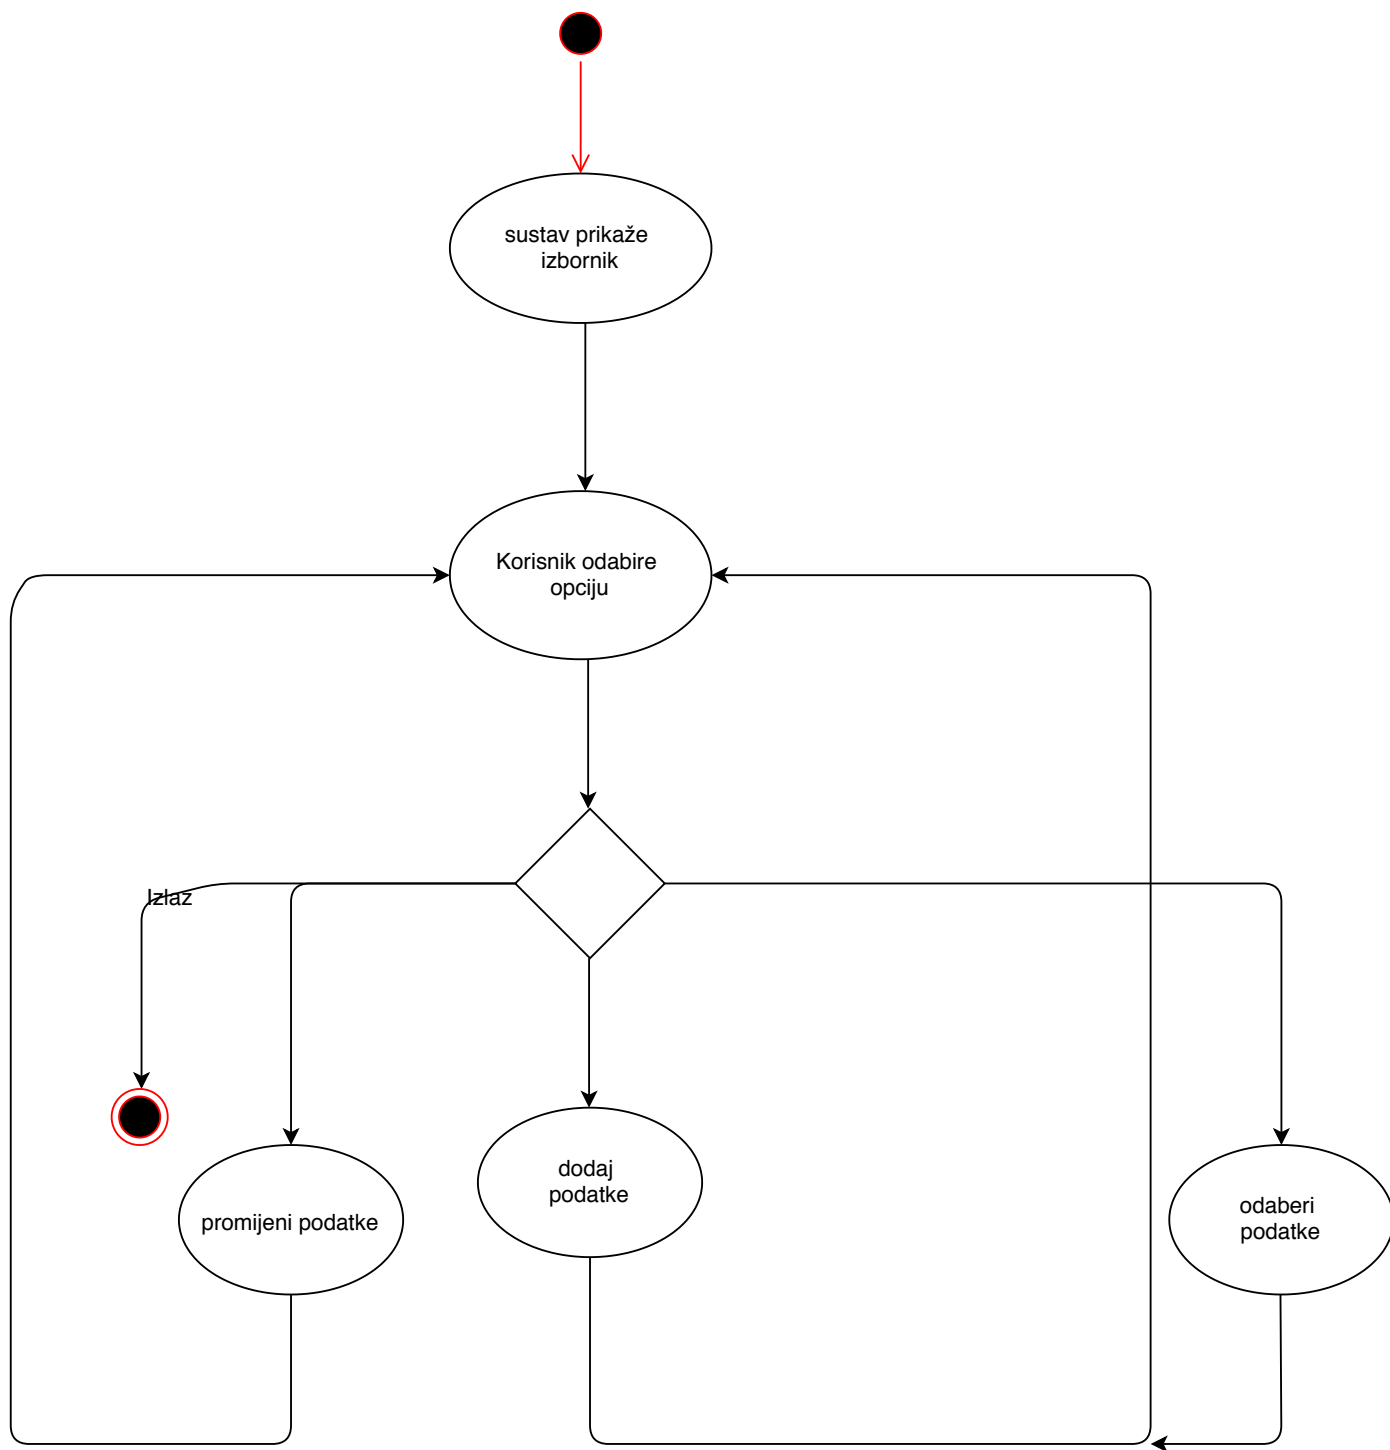 sustav prikaže
izbornik
Korisnik odabire
opciju
Izlaz
promijeni podatke
dodaj
podatke
odaberi
podatke